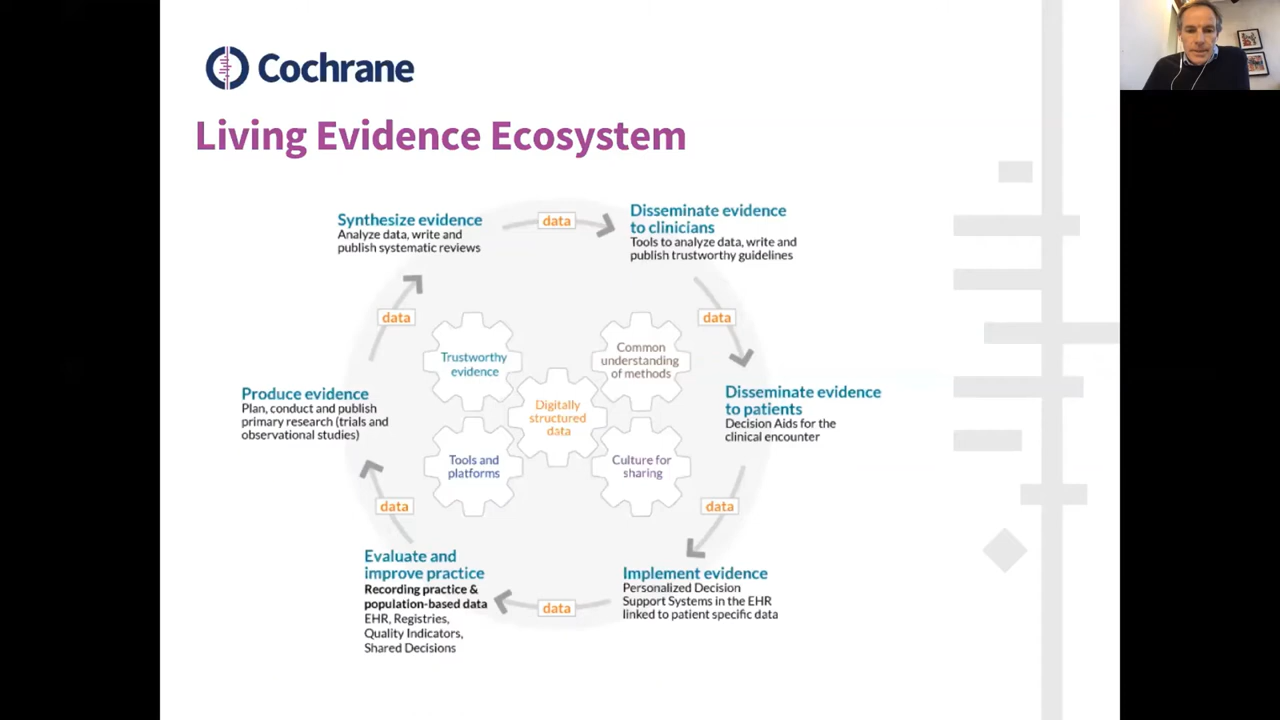 Cochrane
Living Evidence Ecosystem
Synthesize evidence
Analyze data, write and
publish systematic reviews
data
Disseminate evidence
to clinicians
Tools to analyze data, write and
publish trustworthy guidelines
data
Disseminate evidence
to patients
Decision Aids for the
clinical encounter
data
Implement evidence
Personalized Decision
Support Systems in the EHR
linked to patient specific data
data
Evaluate and
improve practice
Recording practice &
population-based data
EHR, Registries,
Quality Indicators,
Shared Decisions
data
Produce evidence
Plan, conduct and publish
primary research (trials and
observational studies)
data
Trustworthy
evidence
Common
understanding
of methods
Digitally
structured
data
Tools and
platforms
Culture for
sharing